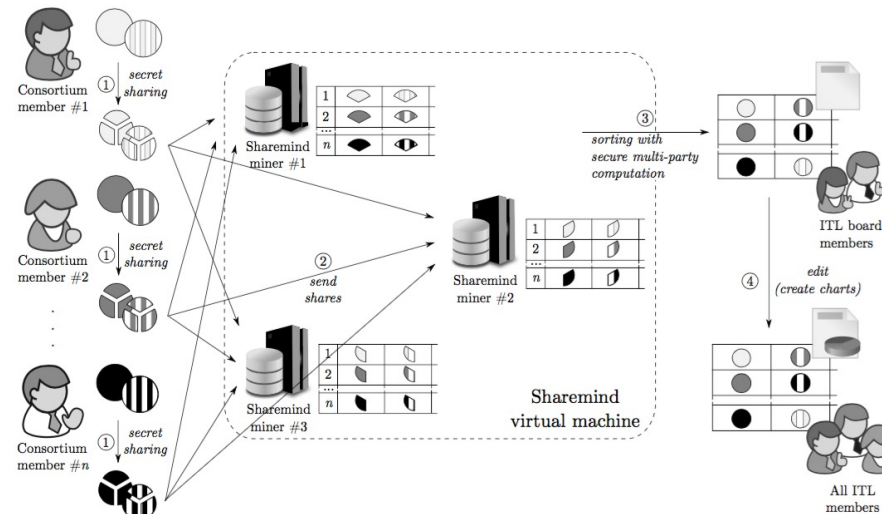 Consortium
member #1
①
secret
sharing
Consortium
member #2
①
secret
sharing
.
.
.
Consortium
member #n
①
secret
sharing
Sharemind
miner #1
1
2
...
n
②
send
shares
Sharemind
miner #2
1
2
...
n
Sharemind
miner #3
1
2
...
n
Sharemind
virtual machine
③
sorting with
secure multi-party
computation
ITL board
members
④
edit
(create charts)
All ITL
members